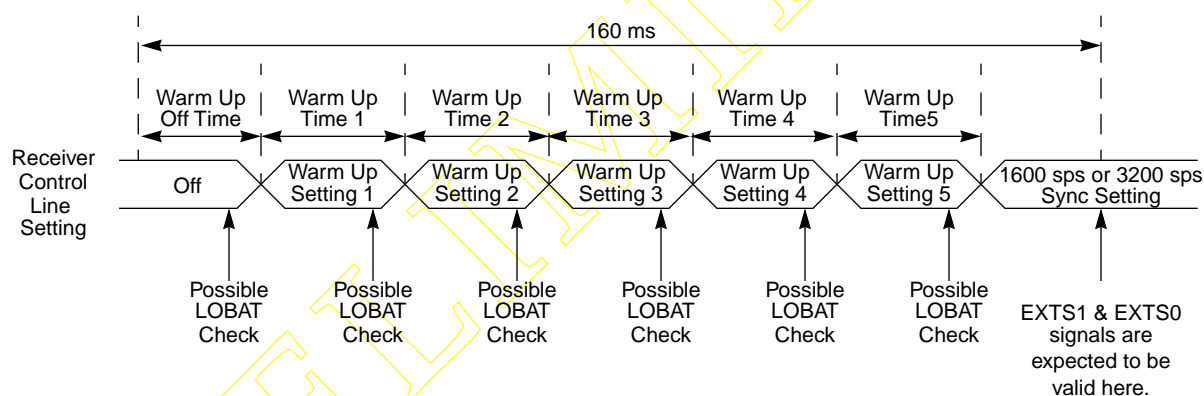 160 ms
Warm Up
Off Time
Warm Up
Time 1
Warm Up
Time 2
Warm Up
Time 3
Warm Up
Time 4
Warm Up
Time5
Receiver
Control
Line
Setting
Off
Warm Up
Setting 1
Warm Up
Setting 2
Warm Up
Setting 3
Warm Up
Setting 4
Warm Up
Setting 5
1600 sps or 3200 sps
Sync Setting
Possible
LOBAT
Check
Possible
LOBAT
Check
Possible
LOBAT
Check
Possible
LOBAT
Check
Possible
LOBAT
Check
Possible
LOBAT
Check
EXTS1 & EXTS0
signals are
expected to be
valid here.